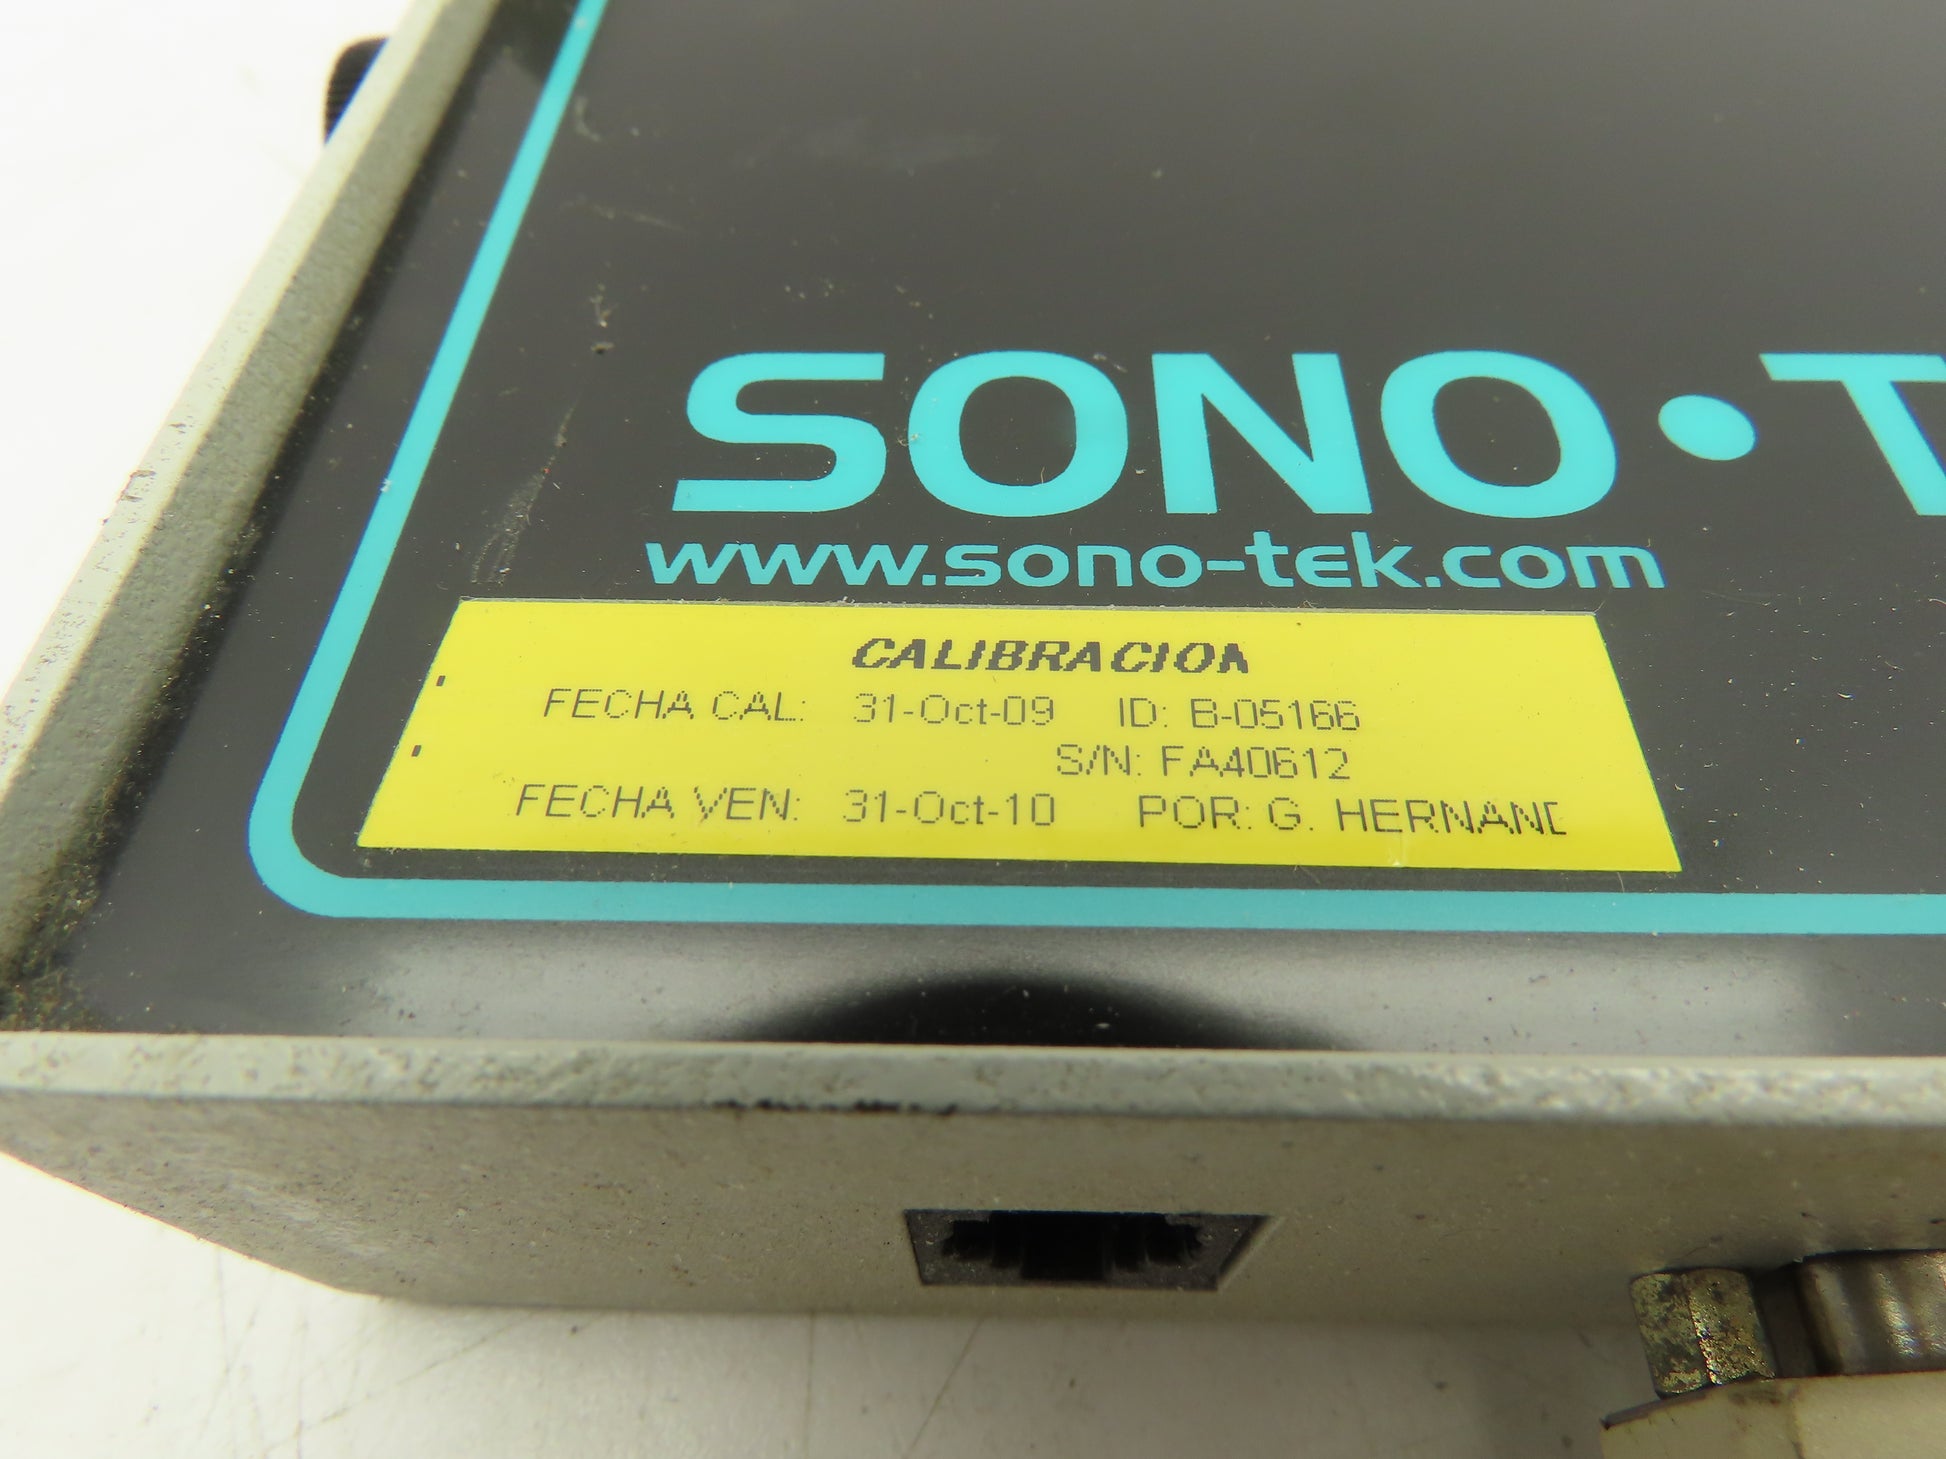 SONO•T
www.sono-tek.com
CALIBRACION
FECHA CAL: 31-Oct-09 ID: B-05166
S/N: FA40612
FECHA VEN: 31-Oct-10 POR: G. HERNAND